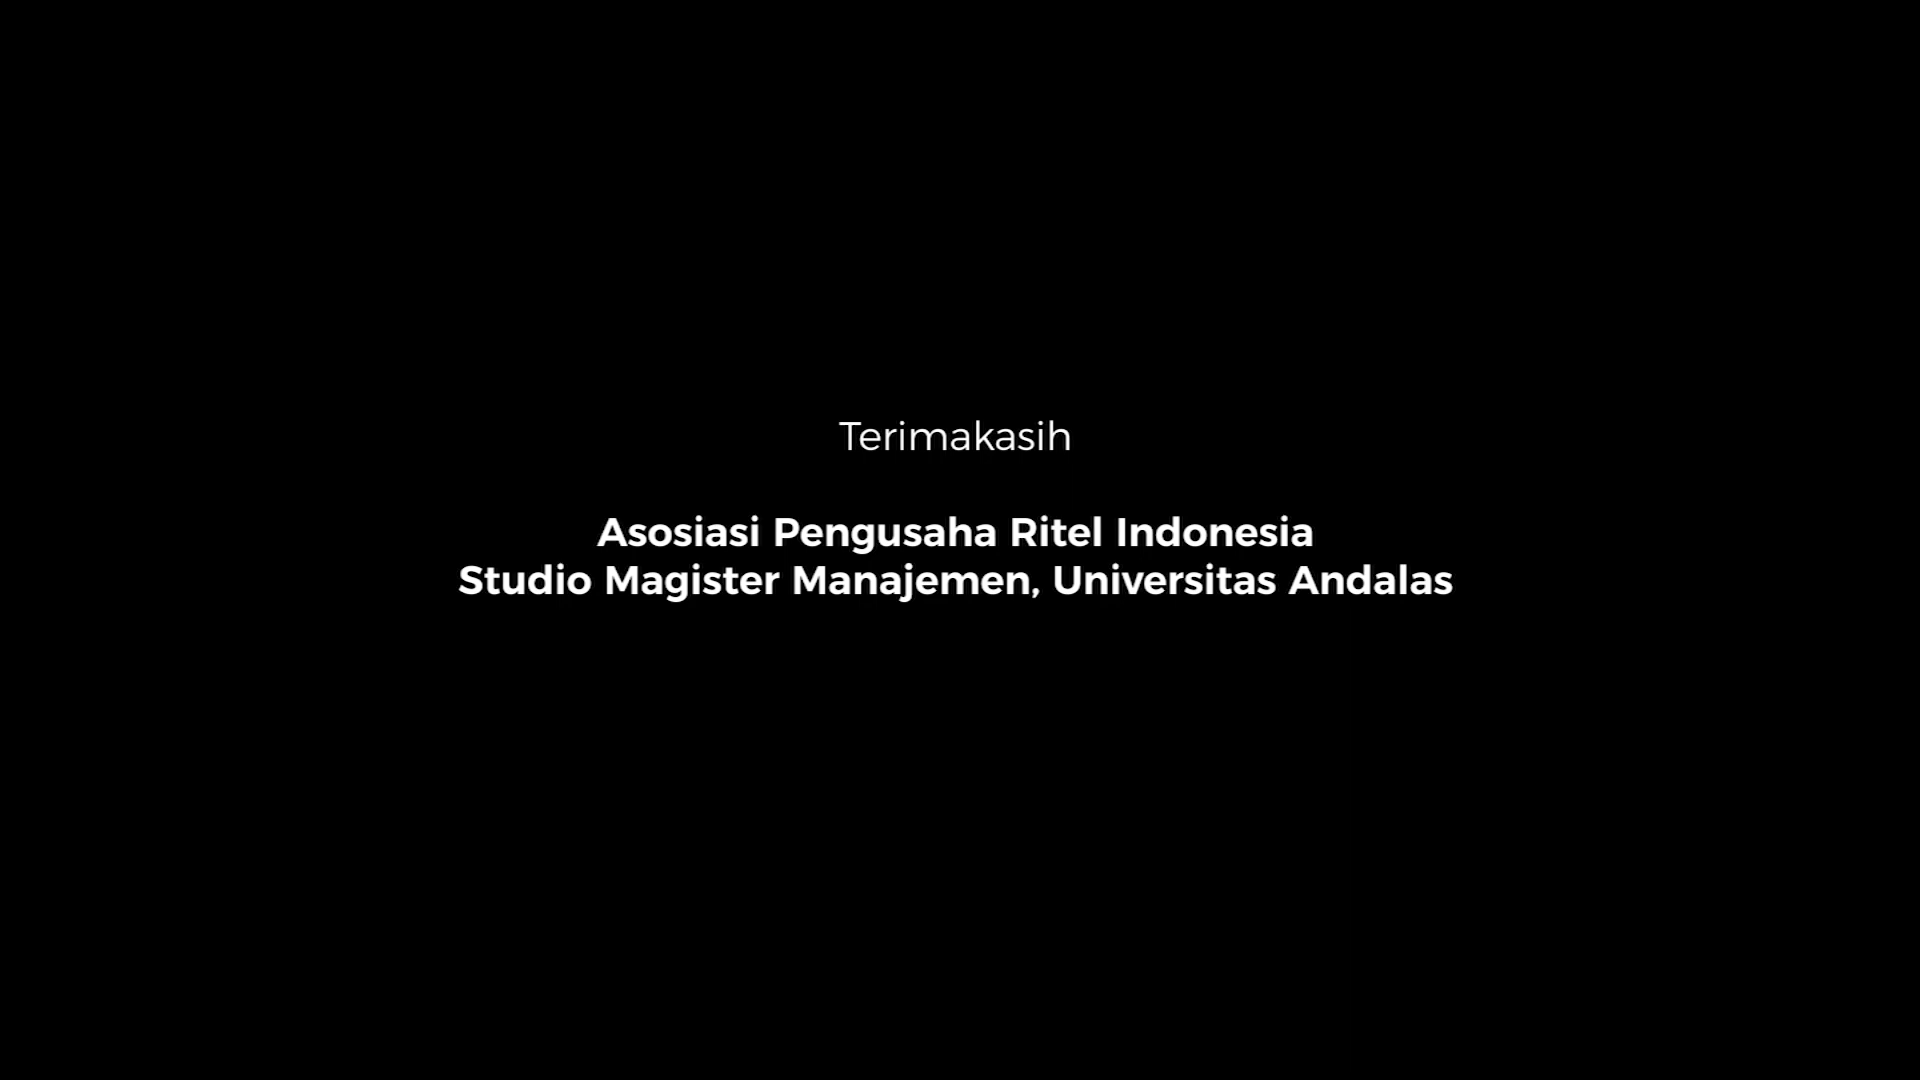 Terimakasih
Asosiasi Pengusaha Ritel Indonesia
Studio Magister Manajemen, Universitas Andalas